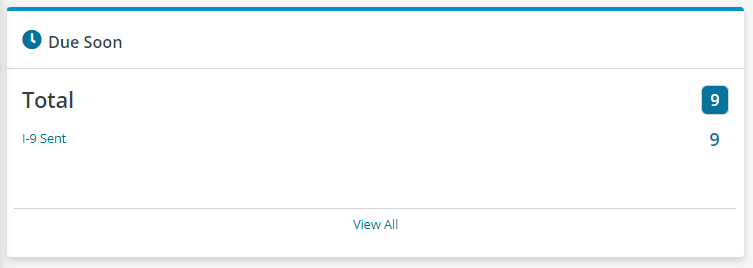 Due Soon
Total 9
I-9 Sent 9
View All